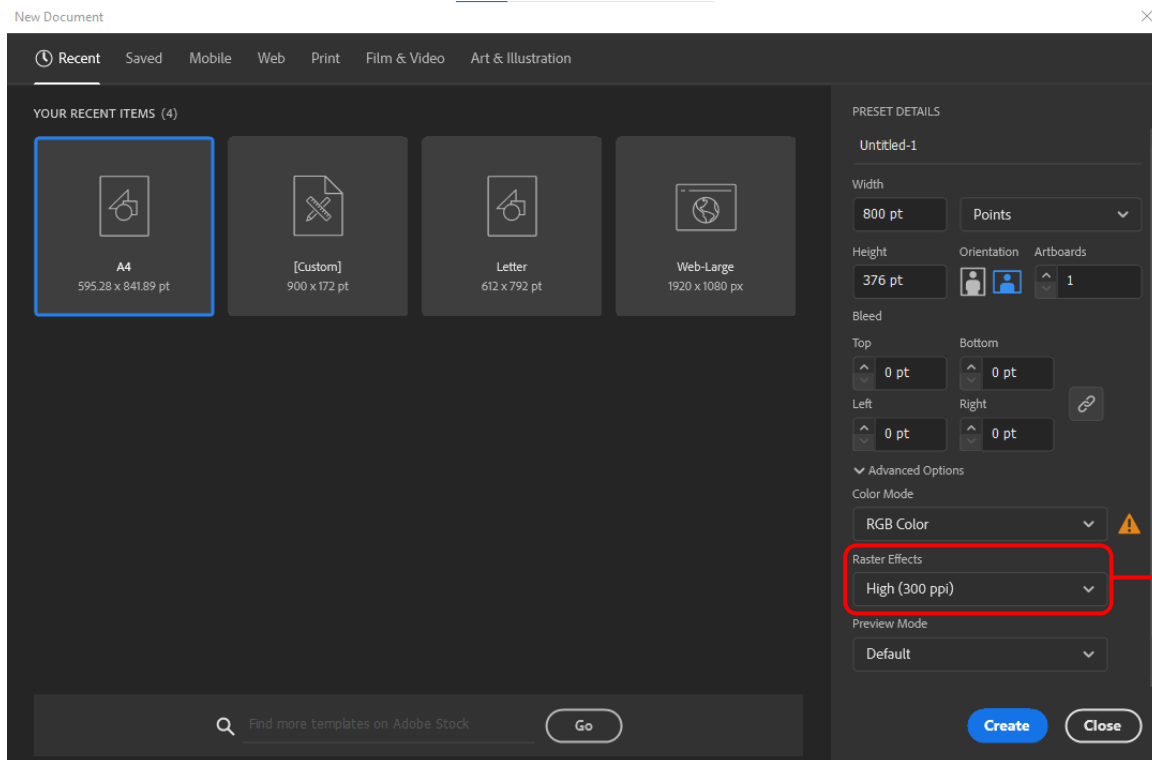 New Document
Recent Saved Mobile Web Print Film & Video Art & Illustration
YOUR RECENT ITEMS (4)
A4
595.28 x 841.89 pt
[Custom]
900 x 172 pt
Letter
612 x 792 pt
Web-Large
1920 x 1080 px
Find more templates on Adobe Stock
Go
PRESET DETAILS
Untitled-1
Width
800 pt Points
Height Orientation Artboards
376 pt 1
Bleed
Top Bottom
0 pt 0 pt
Left Right
0 pt 0 pt
Advanced Options
Color Mode
RGB Color
Raster Effects
High (300 ppi)
Preview Mode
Default
Create Close